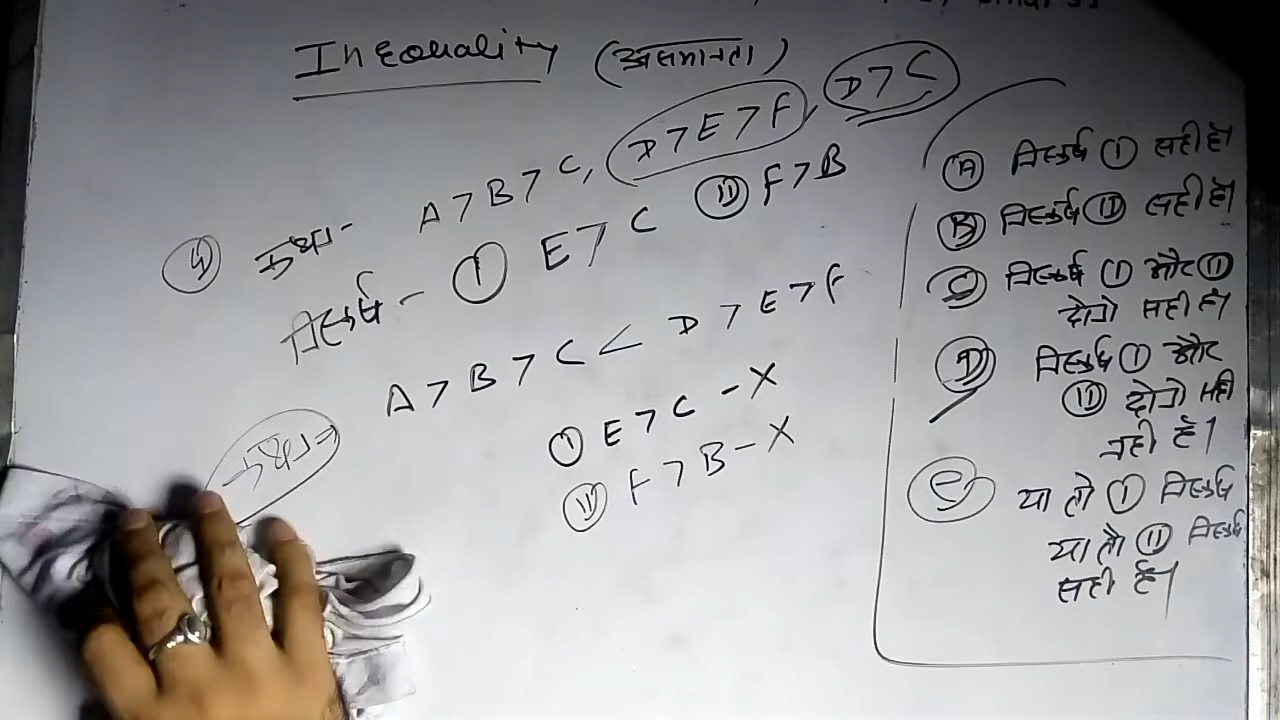 Inequality (असमानता)
④ कथन- A > B > C, D > E > F, D > C
निष्कर्ष - Ⅰ E > C Ⅱ F > B
A > B > C < D > E > F
Ⅰ E > C - X
Ⅱ F > B - X
A निष्कर्ष Ⅰ सही है।
B निष्कर्ष Ⅱ सही है।
C निष्कर्ष Ⅰ और Ⅱ
दोनो सही है।
D निष्कर्ष Ⅰ और
Ⅱ दोनो सही
नही है।
E या तो Ⅰ निष्कर्ष
या तो Ⅱ निष्कर्ष
सही है।